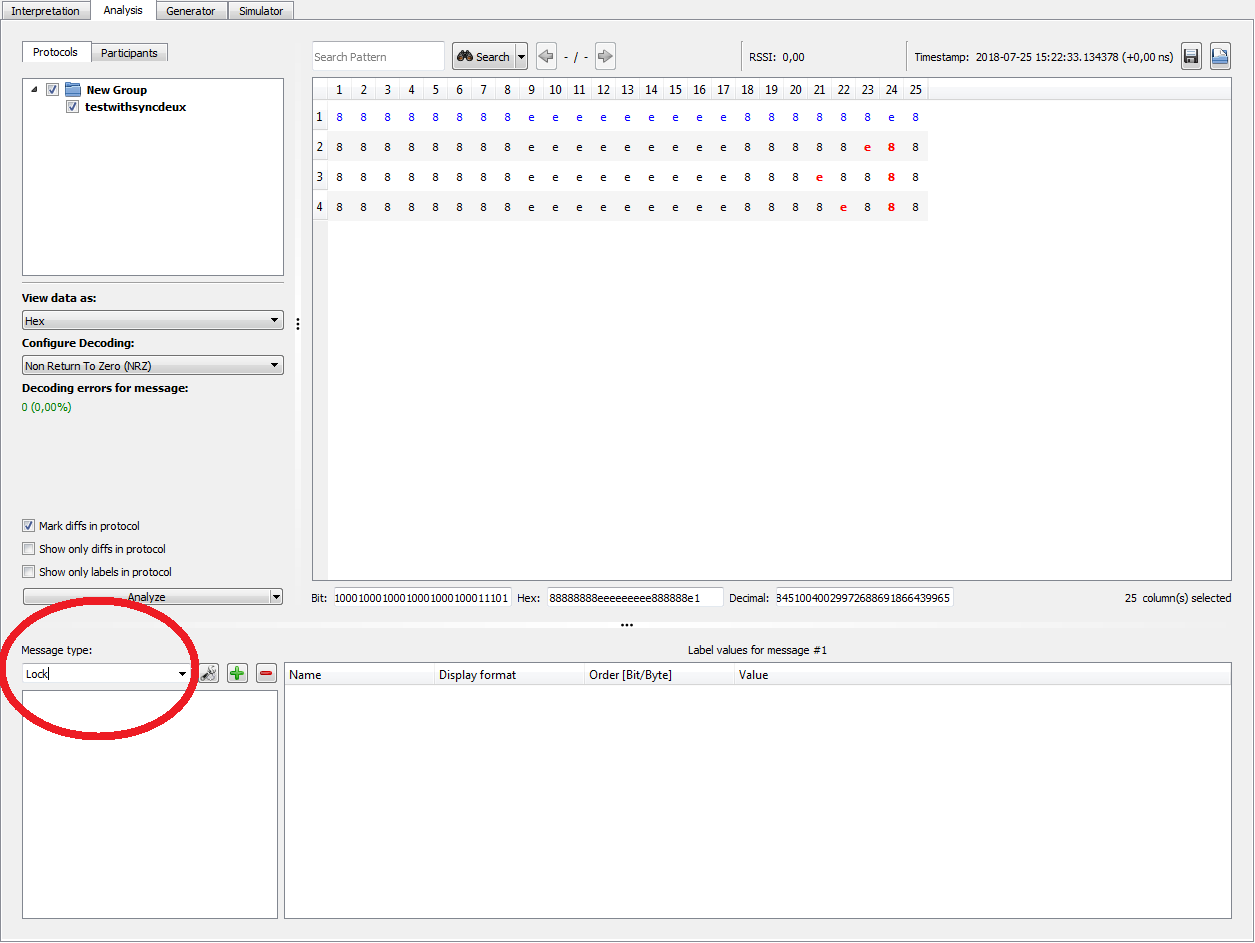 Interpretation Analysis Generator Simulator
Protocols Participants
New Group
testwithsyncdeux
View data as:
Hex
Configure Decoding:
Non Return To Zero (NRZ)
Decoding errors for message:
0 (0,00%)
Mark diffs in protocol
Show only diffs in protocol
Show only labels in protocol
Analyze
Search Pattern Search - / - RSSI: 0,00 Timestamp: 2018-07-25 15:22:33.134378 (+0,00 ns)
1 2 3 4 5 6 7 8 9 10 11 12 13 14 15 16 17 18 19 20 21 22 23 24 25
1 8 8 8 8 8 8 8 8 e e e e e e e e e 8 8 8 8 8 8 e 8
2 8 8 8 8 8 8 8 8 e e e e e e e e e 8 8 8 8 8 e 8 8
3 8 8 8 8 8 8 8 8 e e e e e e e e e 8 8 8 e 8 8 8 8
4 8 8 8 8 8 8 8 8 e e e e e e e e e 8 8 8 8 e 8 8 8
Bit: 10001000100010001000100011101 Hex: 88888888eeeeeeeee888888e1 Decimal: 845100400299726886918664​39965 25 column(s) selected
Message type:
Lock
Label values for message #1
Name Display format Order [Bit/Byte] Value